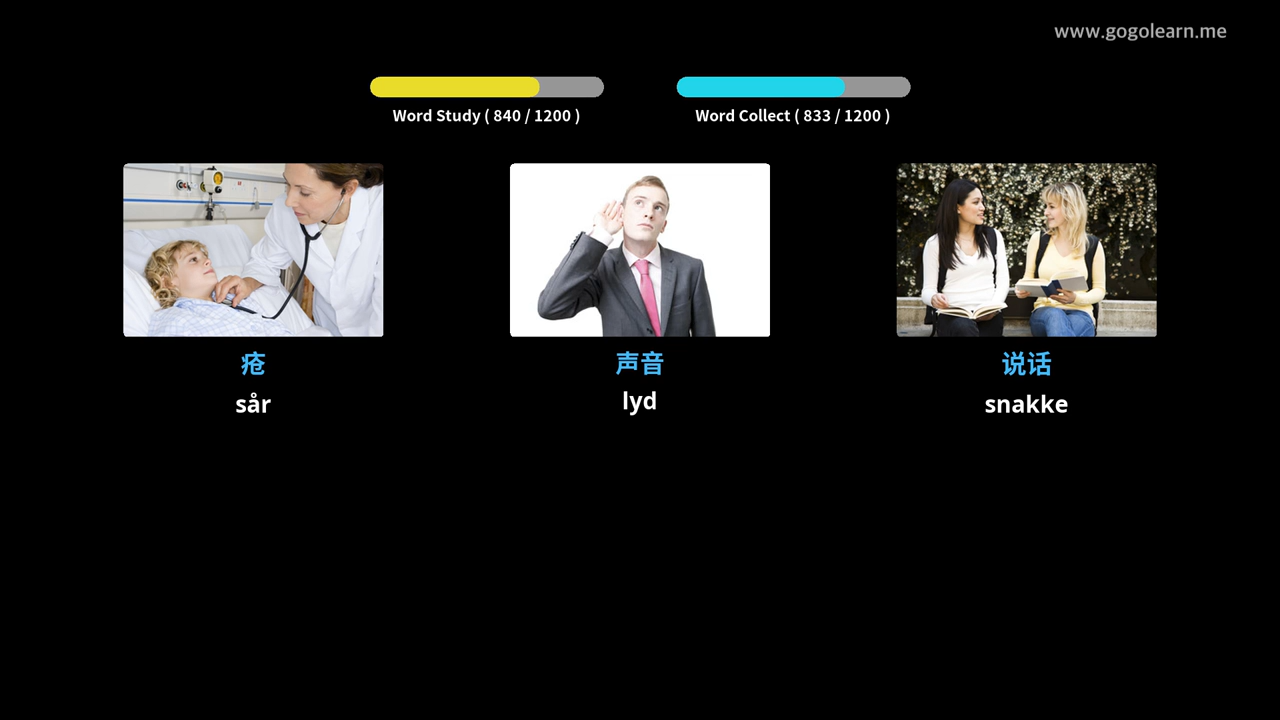 www.gogolearn.me
Word Study ( 840 / 1200 )
Word Collect ( 833 / 1200 )
疮
声音
说话
sår
lyd
snakke